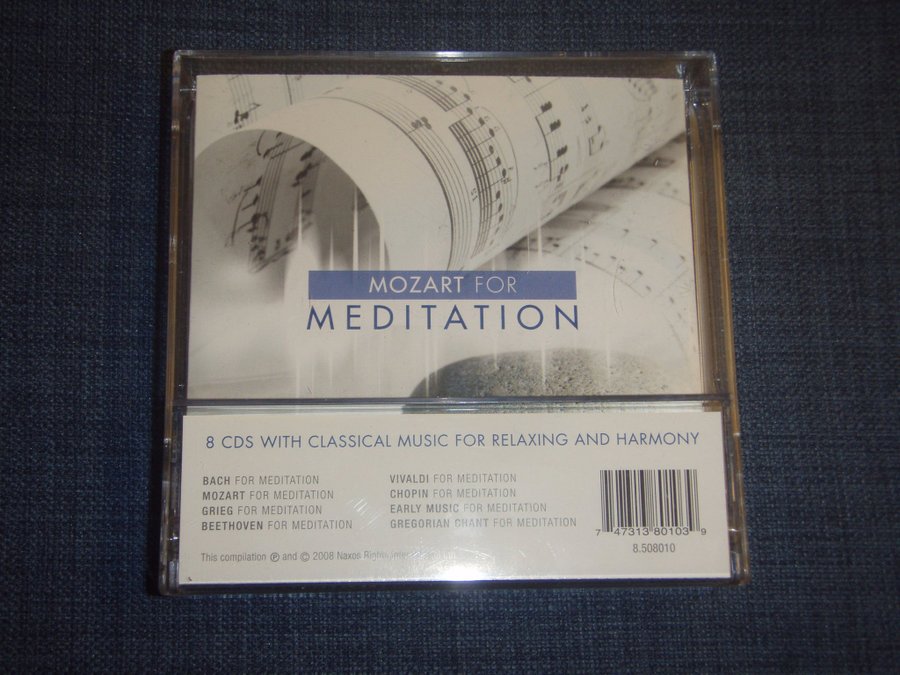 MOZART FOR
MEDITATION
8 CDS WITH CLASSICAL MUSIC FOR RELAXING AND HARMONY
BACH FOR MEDITATION
MOZART FOR MEDITATION
GRIEG FOR MEDITATION
BEETHOVEN FOR MEDITATION
VIVALDI FOR MEDITATION
CHOPIN FOR MEDITATION
EARLY MUSIC FOR MEDITATION
GREGORIAN CHANT FOR MEDITATION
7 47313 80103 9
8.508010
This compilation ℗ and © 2008 Naxos Rights